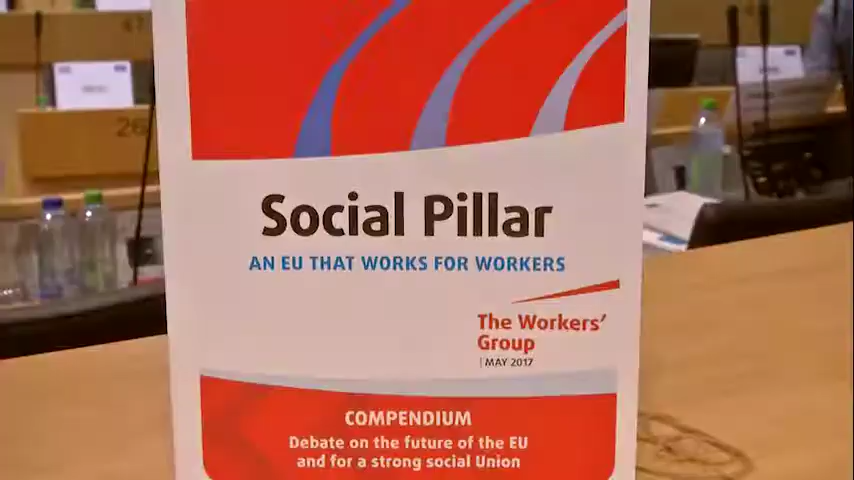 26
Social Pillar
AN EU THAT WORKS FOR WORKERS
The Workers'
Group
| MAY 2017
COMPENDIUM
Debate on the future of the EU
and for a strong social Union